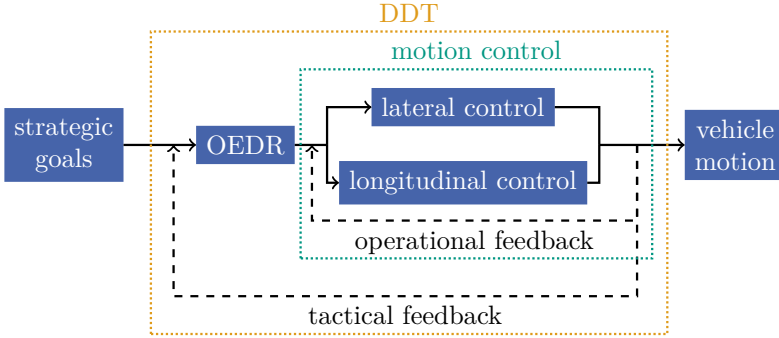 DDT
motion control
strategic
goals
OEDR
lateral control
longitudinal control
vehicle
motion
operational feedback
tactical feedback